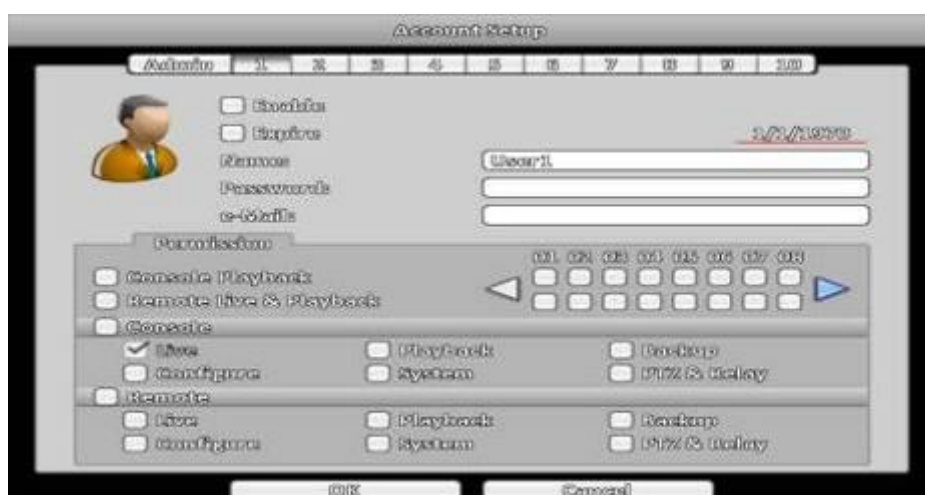 Account Setup
Admin 1 2 3 4 5 6 7 8 9 10
Enable
Expire 1/1/1970
Name: User1
Password:
e-Mail:
Permission
01 02 03 04 05 06 07 08
Console Playback
Remote Live & Playback
Console
Live Playback Backup
Configure System PTZ & Relay
Remote
Live Playback Backup
Configure System PTZ & Relay
OK Cancel